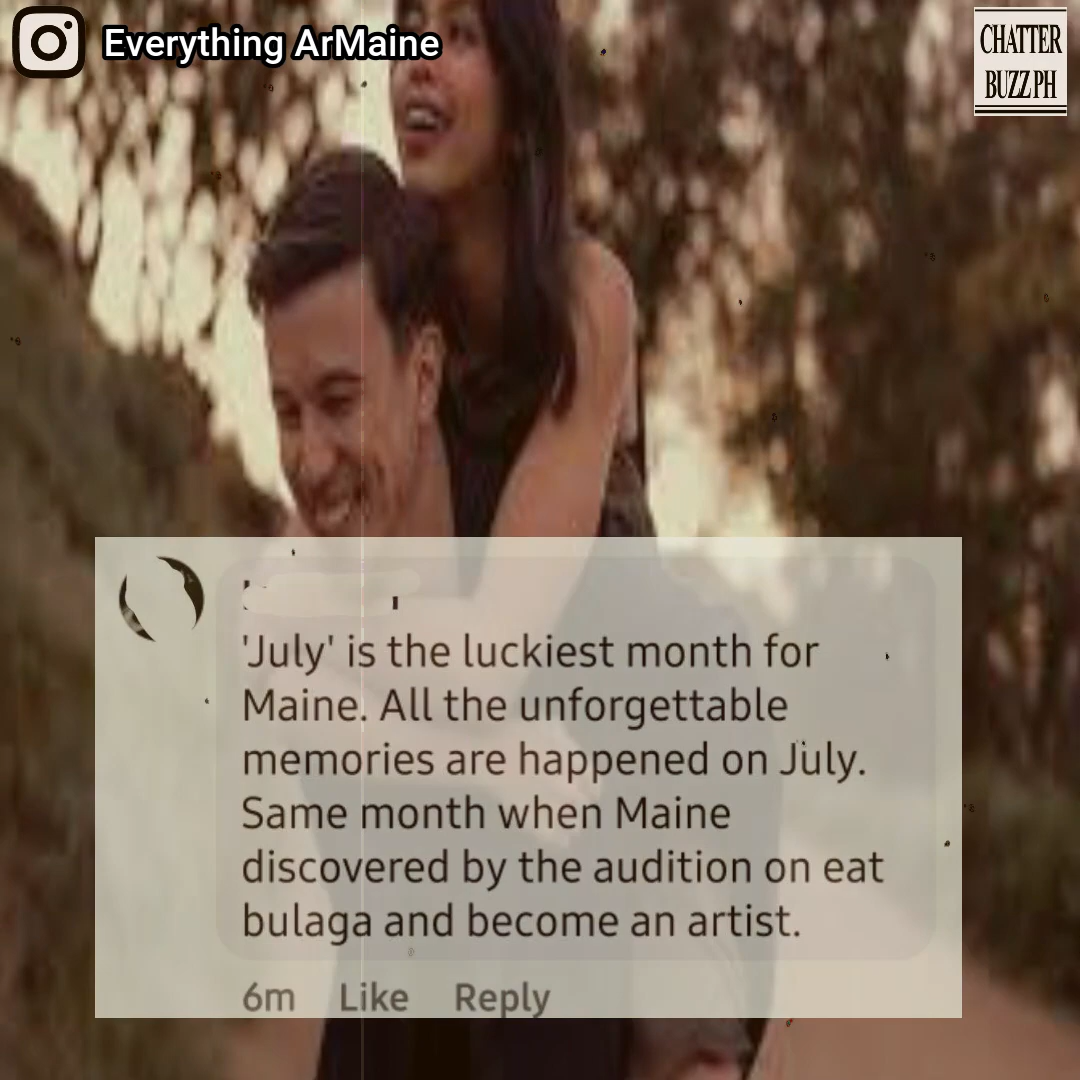 Everything ArMaine
CHATTER
BUZZ PH
'July' is the luckiest month for
Maine. All the unforgettable
memories are happened on July.
Same month when Maine
discovered by the audition on eat
bulaga and become an artist.
6m Like Reply